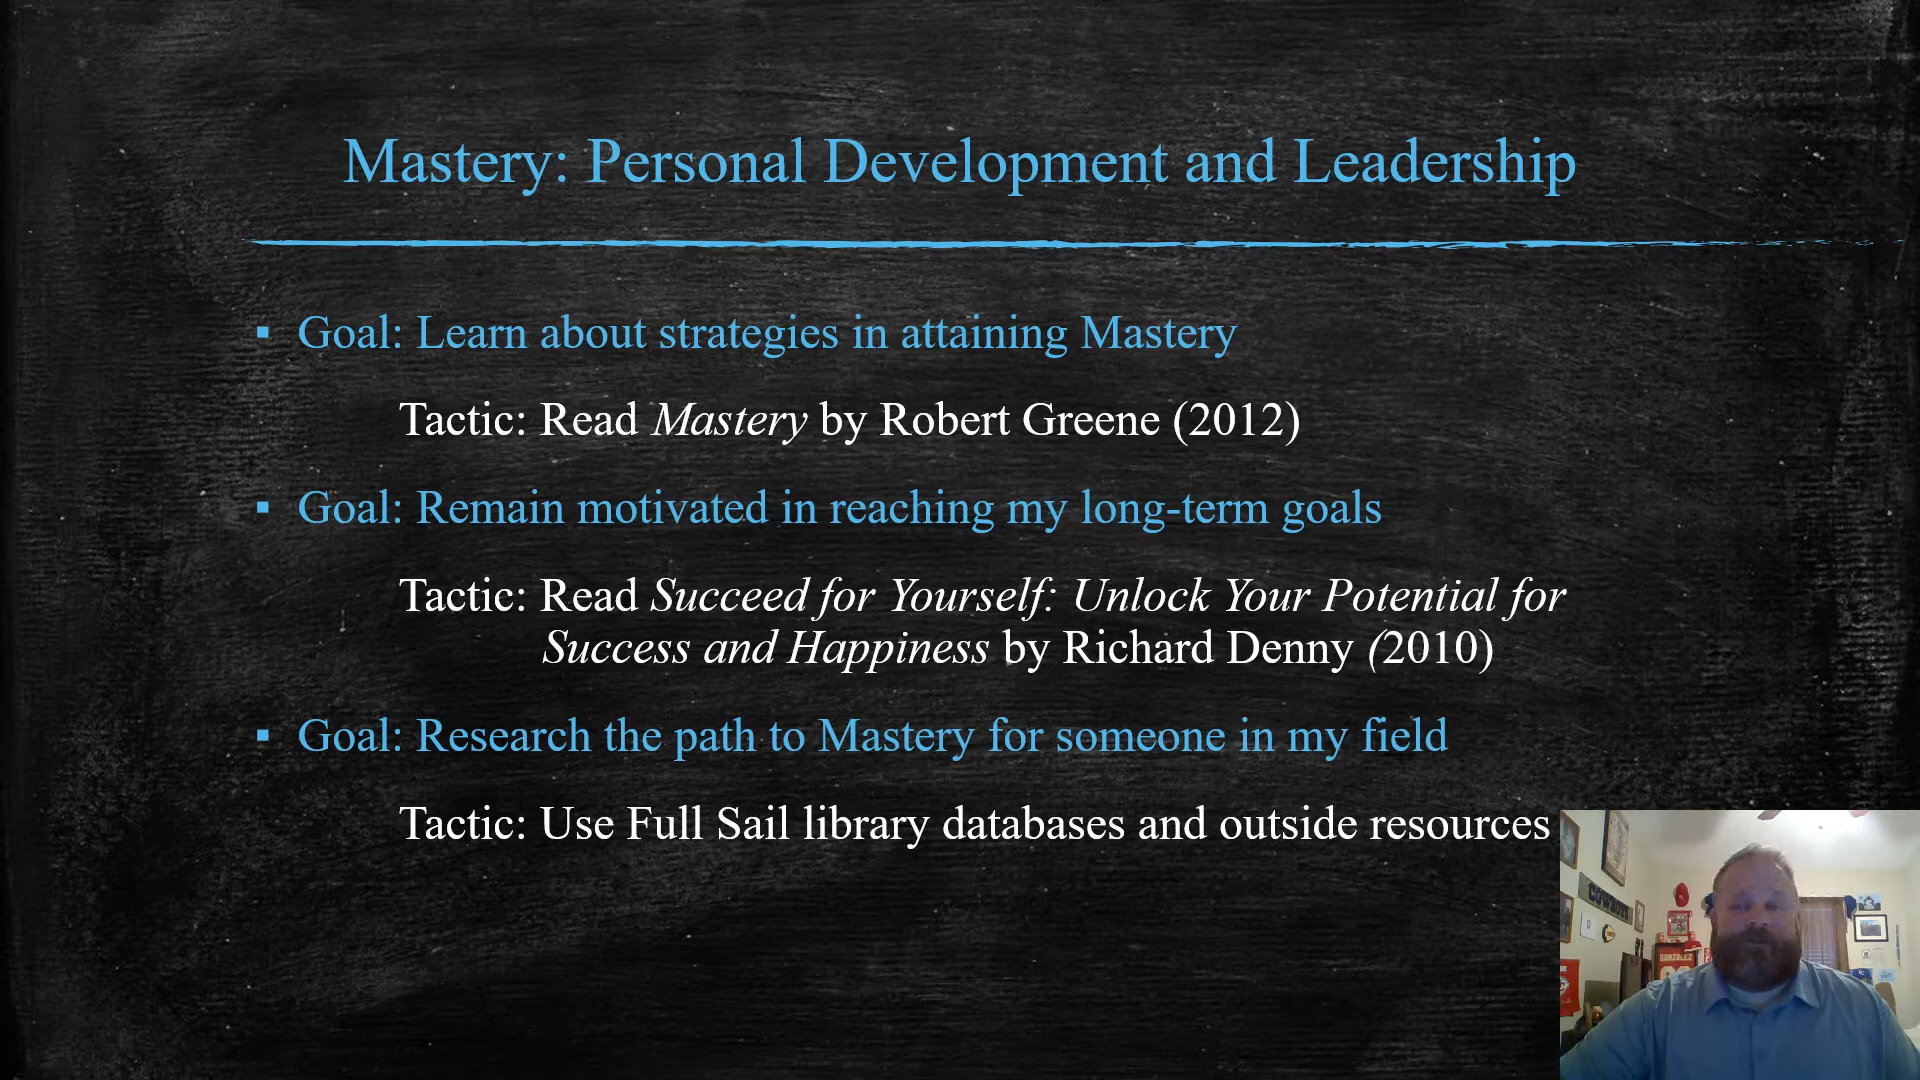 Mastery: Personal Development and Leadership
▪ Goal: Learn about strategies in attaining Mastery
Tactic: Read Mastery by Robert Greene (2012)
▪ Goal: Remain motivated in reaching my long-term goals
Tactic: Read Succeed for Yourself: Unlock Your Potential for
Success and Happiness by Richard Denny (2010)
▪ Goal: Research the path to Mastery for someone in my field
Tactic: Use Full Sail library databases and outside resources
COWBOYS
GONZALEZ